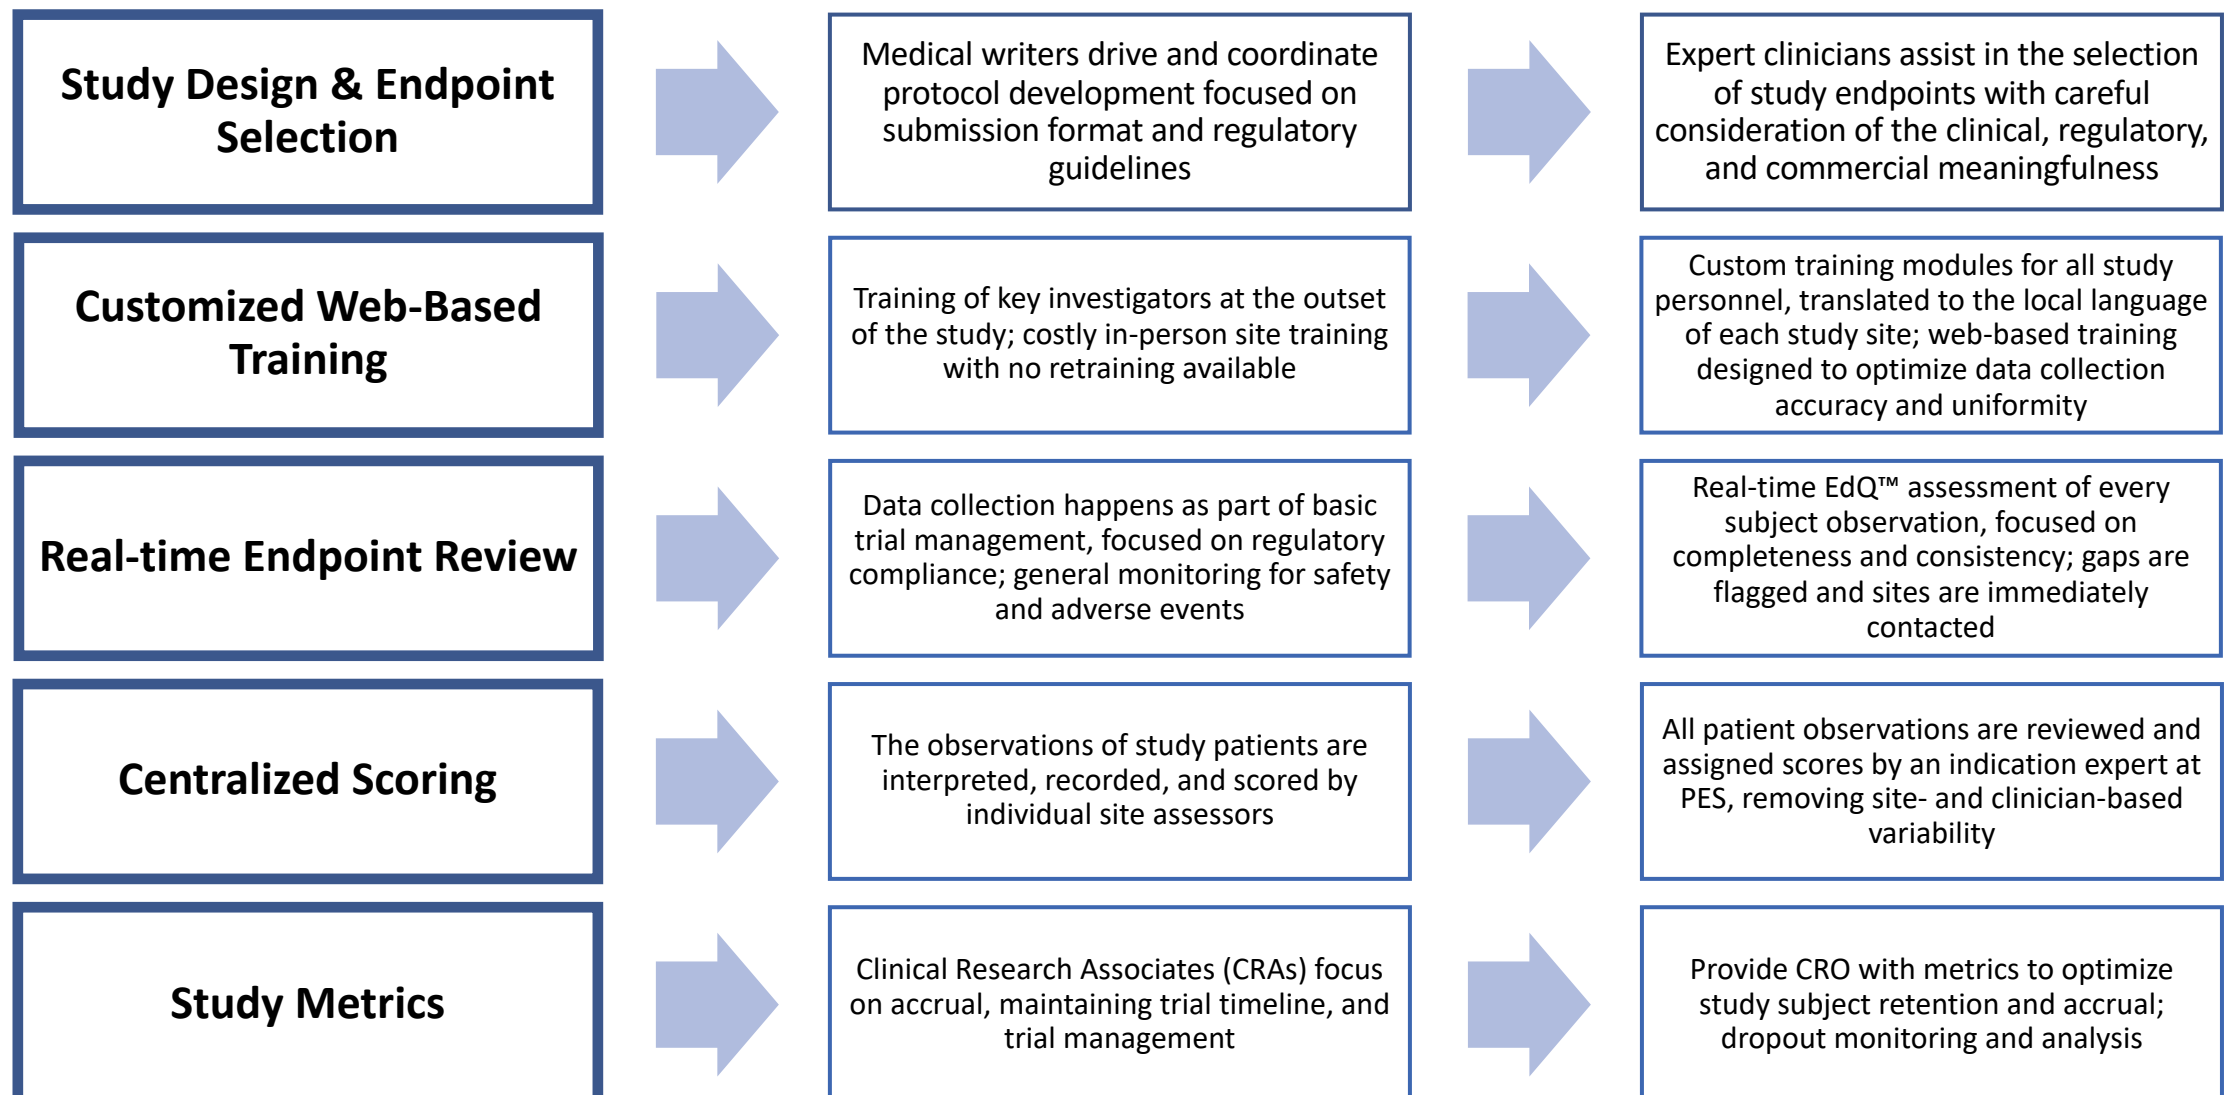 Study Design & Endpoint
Selection
Medical writers drive and coordinate
protocol development focused on
submission format and regulatory
guidelines
Expert clinicians assist in the selection
of study endpoints with careful
consideration of the clinical, regulatory,
and commercial meaningfulness
Customized Web-Based
Training
Training of key investigators at the outset
of the study; costly in-person site training
with no retraining available
Custom training modules for all study
personnel, translated to the local language
of each study site; web-based training
designed to optimize data collection
accuracy and uniformity
Real-time Endpoint Review
Data collection happens as part of basic
trial management, focused on regulatory
compliance; general monitoring for safety
and adverse events
Real-time EdQ™ assessment of every
subject observation, focused on
completeness and consistency; gaps are
flagged and sites are immediately
contacted
Centralized Scoring
The observations of study patients are
interpreted, recorded, and scored by
individual site assessors
All patient observations are reviewed and
assigned scores by an indication expert at
PES, removing site- and clinician-based
variability
Study Metrics
Clinical Research Associates (CRAs) focus
on accrual, maintaining trial timeline, and
trial management
Provide CRO with metrics to optimize
study subject retention and accrual;
dropout monitoring and analysis